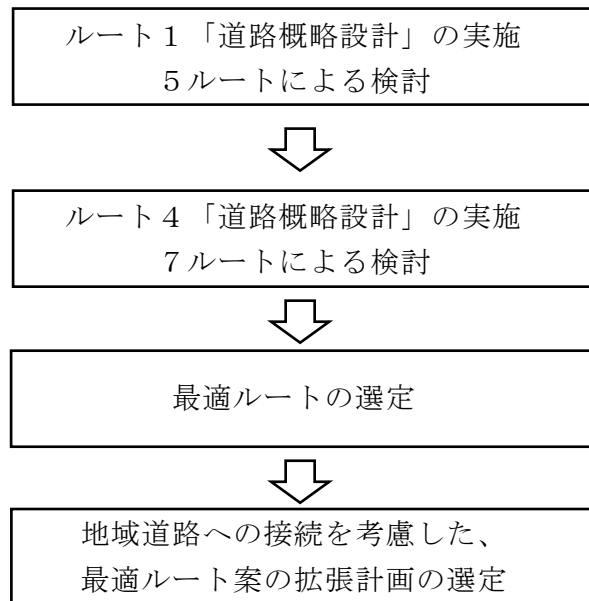 ルート１「道路概略設計」の実施
５ルートによる検討
ルート４「道路概略設計」の実施
７ルートによる検討
最適ルートの選定
地域道路への接続を考慮した、
最適ルート案の拡張計画の選定